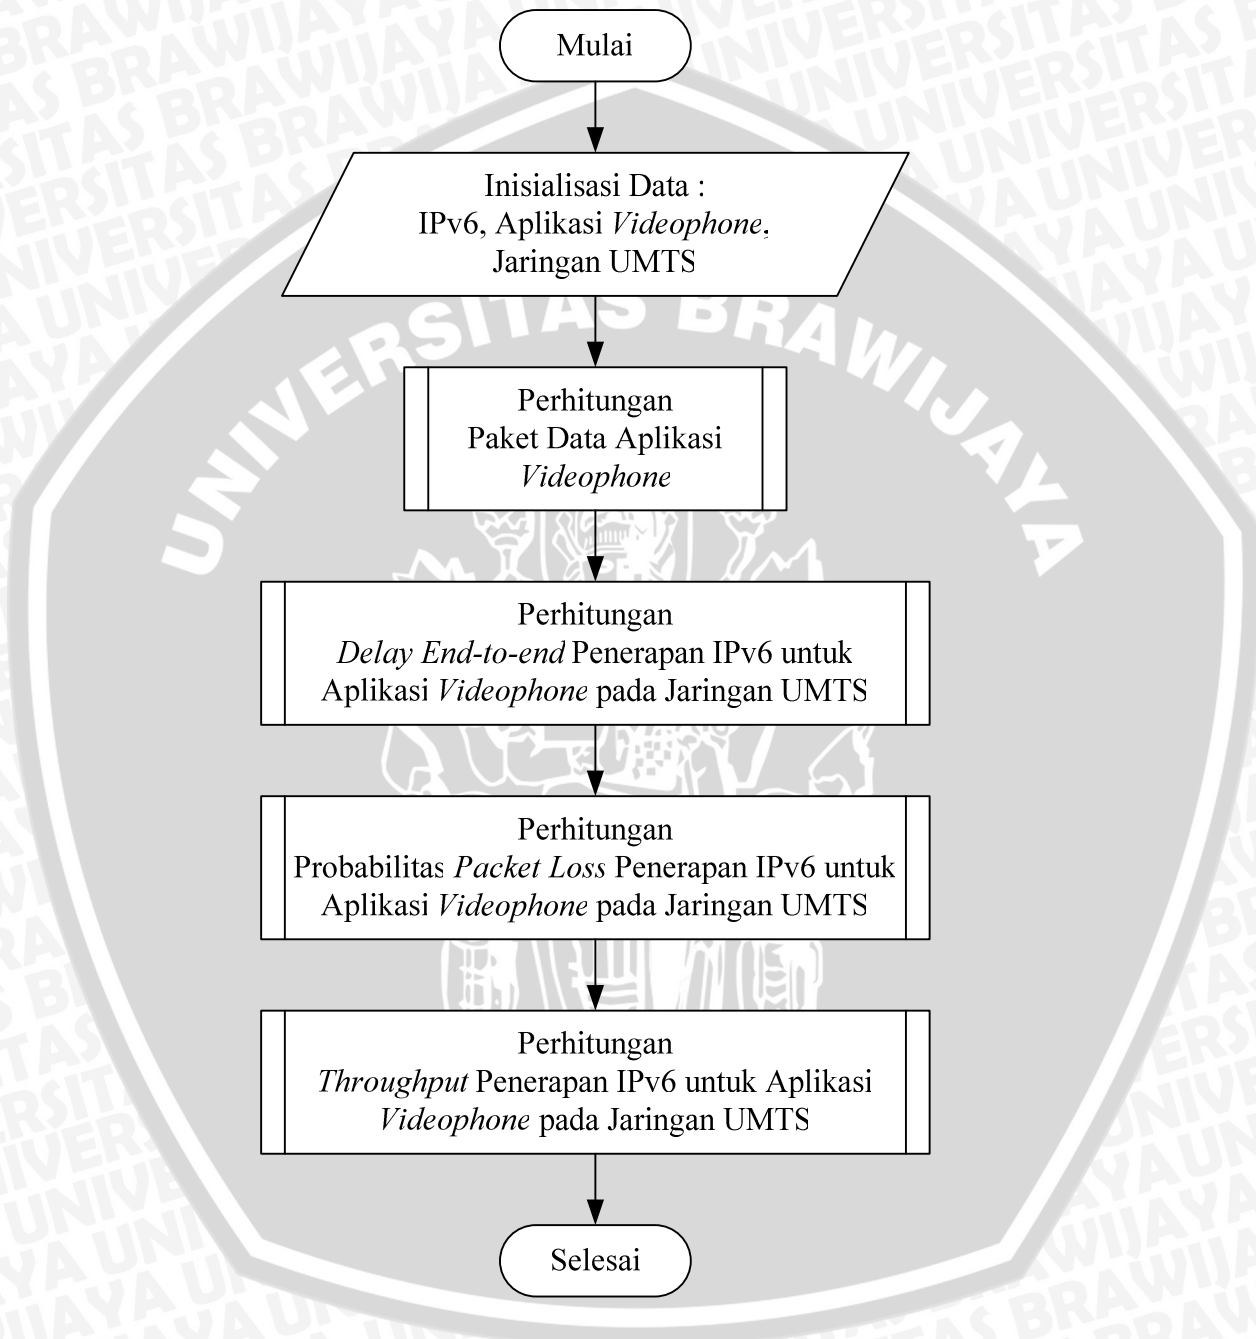 Mulai
Inisialisasi Data :
IPv6, Aplikasi Videophone,
Jaringan UMTS
UNIVERSITAS BRAWIJAYA
Perhitungan
Paket Data Aplikasi
Videophone
Perhitungan
Delay End-to-end Penerapan IPv6 untuk
Aplikasi Videophone pada Jaringan UMTS
Perhitungan
Probabilitas Packet Loss Penerapan IPv6 untuk
Aplikasi Videophone pada Jaringan UMTS
Perhitungan
Throughput Penerapan IPv6 untuk Aplikasi
Videophone pada Jaringan UMTS
Selesai